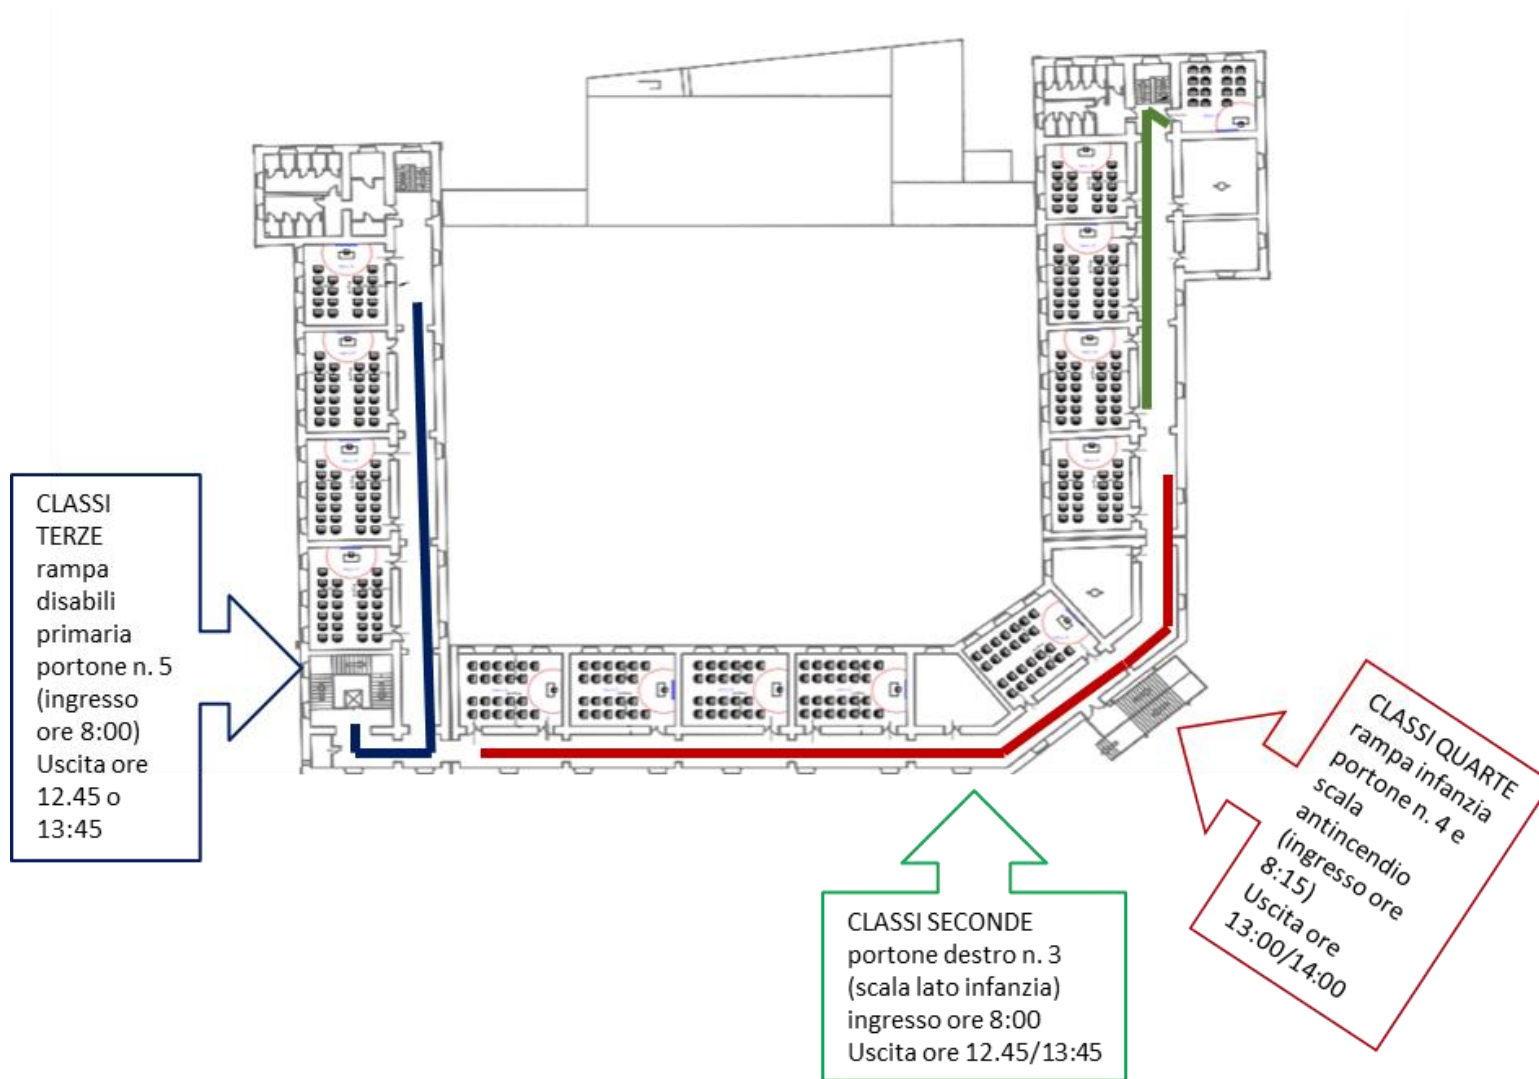 CLASSI
TERZE
rampa
disabili
primaria
portone n. 5
(ingresso
ore 8:00)
Uscita ore
12.45 o
13:45
CLASSI SECONDE
portone destro n. 3
(scala lato infanzia)
ingresso ore 8:00
Uscita ore 12.45/13:45
CLASSI QUARTE
rampa infanzia
portone n. 4 e
scala
antincendio
(ingresso ore
8:15)
Uscita ore
13:00/14:00